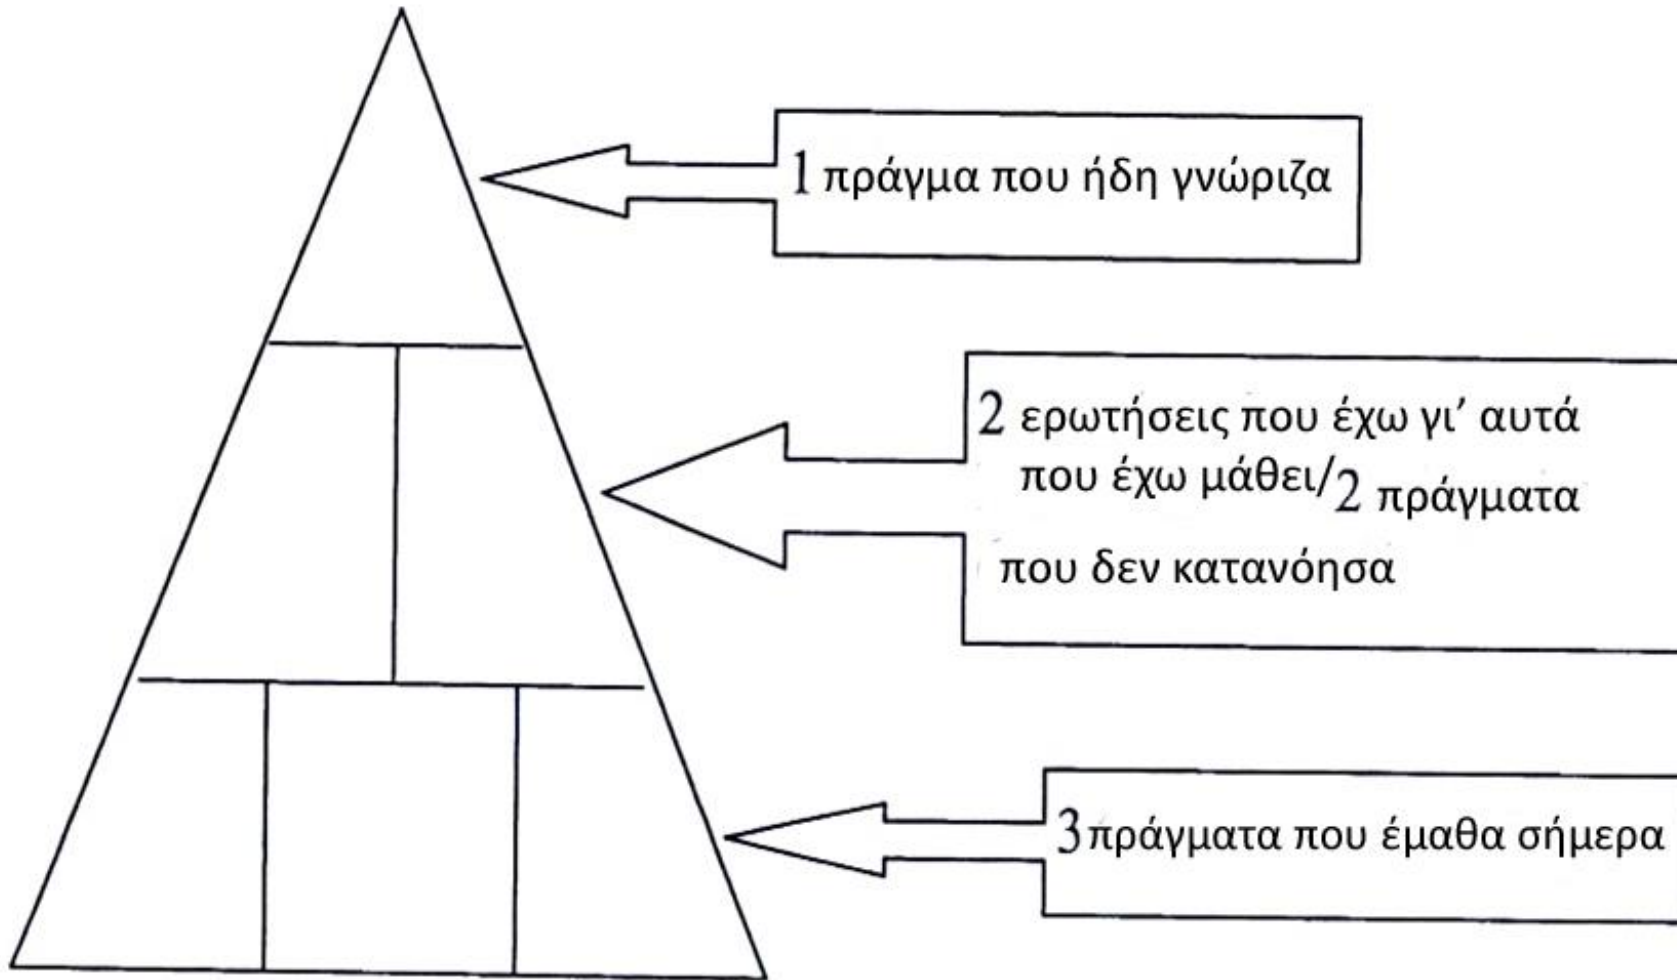 1 πράγμα που ήδη γνώριζα
2 ερωτήσεις που έχω γι’ αυτά
που έχω μάθει/2 πράγματα
που δεν κατανόησα
3 πράγματα που έμαθα σήμερα